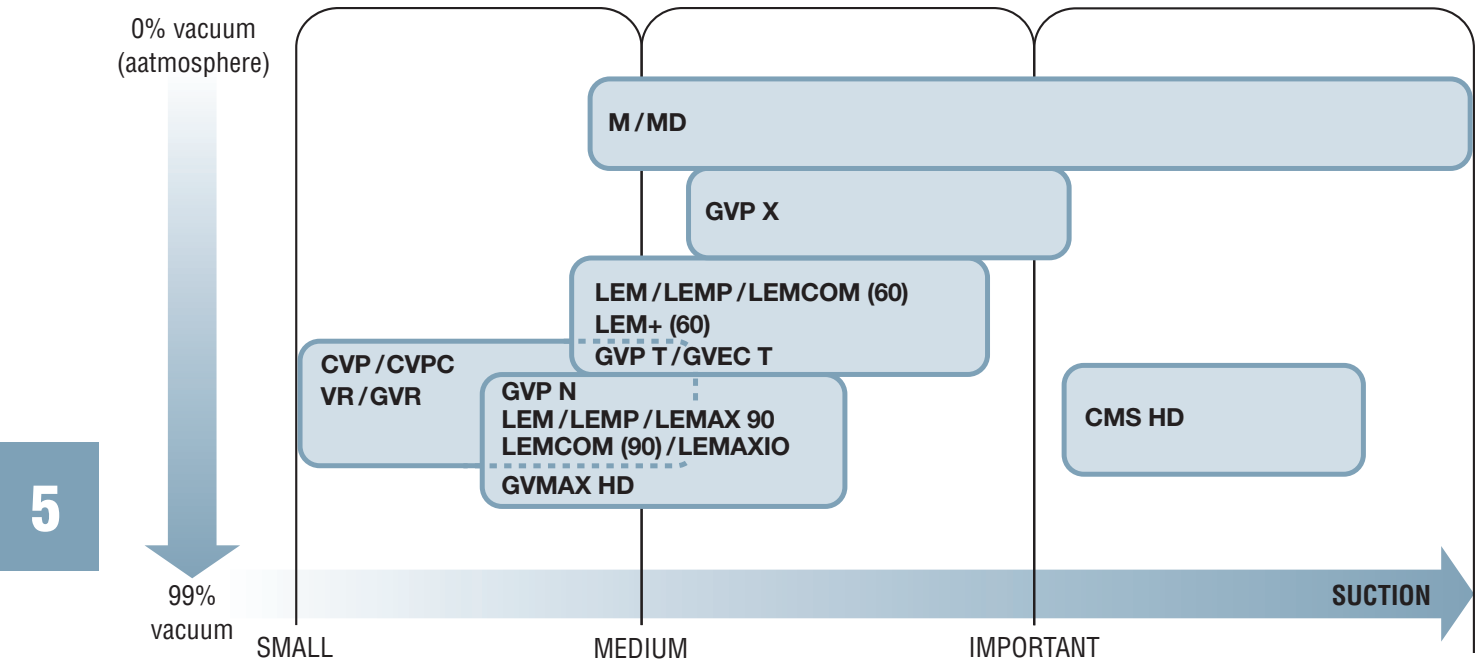 0% vacuum
(aatmosphere)
M / MD
GVP X
LEM / LEMP / LEMCOM (60)
LEM+ (60)
GVP T / GVEC T
CVP / CVPC
VR / GVR
GVP N
LEM / LEMP / LEMAX 90
LEMCOM (90) / LEMAXIO
GVMAX HD
CMS HD
5
99%
vacuum
SUCTION
SMALL
MEDIUM
IMPORTANT